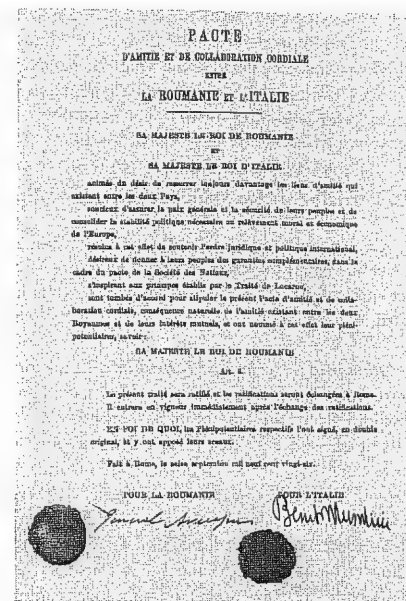 PACTE
D'AMITIÉ ET DE COLLABORATION CORDIALE
ENTRE
LA ROUMANIE ET L'ITALIE
SA MAJESTE LE ROI DE ROUMANIE
ET
SA MAJESTE LE ROI D'ITALIE
animés du désir de resserrer toujours davantage les liens d'amitié qui
existent entre les deux Pays,
soucieux d'assurer la paix générale et la sécurité de leurs peuples et de
consolider la stabilité politique nécessaire au relèvement moral et économique
de l'Europe,
résolus à cet effet de soutenir l'ordre juridique et politique international,
désireux de donner à leurs peuples des garanties complémentaires, dans le
cadre du pacte de la Société des Nations,
s'inspirant aux principes établis par le Traité de Locarno,
sont tombés d'accord pour stipuler le présent Pacte d'amitié et de colla-
boration cordiale, conséquence naturelle de l'amitié existant entre les deux
Royaumes et de leurs intérêts mutuels, et ont nommé à cet effet leur pléni-
potentiaires, savoir:
SA MAJESTE LE ROI DE ROUMANIE
Art.
Le présent traité sera ratifié et les ratifications seront échangées à Rome.
Il entrera en vigueur immédiatement après l'échange des ratifications.
EN FOI DE QUOI, les Plénipotentiaires respectifs l'ont signé, en double
original, et y ont apposé leurs sceaux.
Fait à Rome, le seize septembre mil neuf cent vingt-six.
POUR LA ROUMANIE POUR L'ITALIE
General Averescu Benito Mussolini